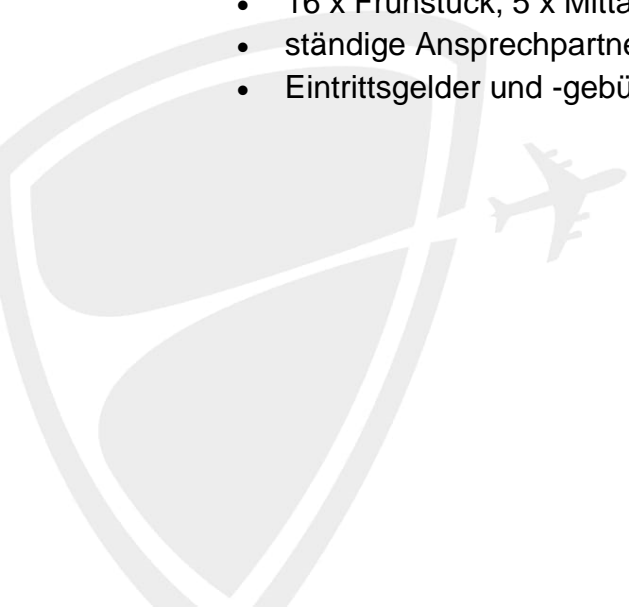 • 16 x Frühstück, 5 x Mitta
• ständige Ansprechpartne
• Eintrittsgelder und -gebü